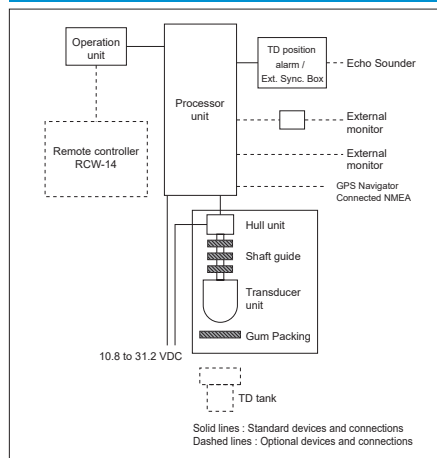 Operation
unit
TD position
alarm /
Ext. Sync. Box
Echo Sounder
Processor
unit
External
monitor
Remote controller
RCW-14
External
monitor
GPS Navigator
Connected NMEA
Hull unit
Shaft guide
Transducer
unit
Gum Packing
10.8 to 31.2 VDC
TD tank
Solid lines : Standard devices and connections
Dashed lines : Optional devices and connections